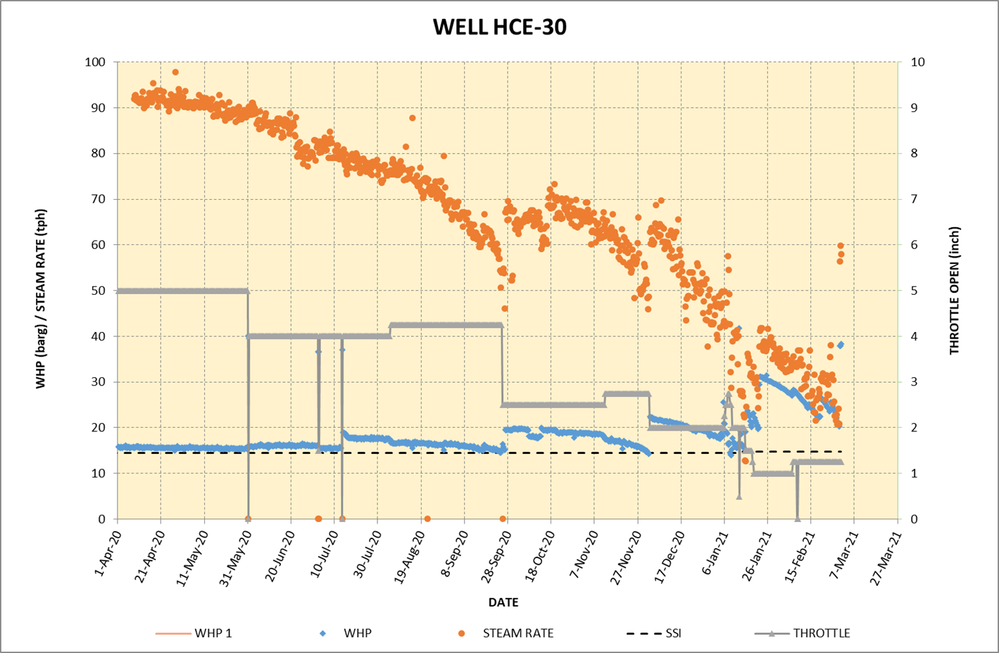 WELL HCE-30
100
90
80
70
60
50
40
30
20
10
0
WHP (barg) / STEAM RATE (tph)
10
9
8
7
6
5
4
3
2
1
0
THROTTLE OPEN (inch)
1-Apr-20
21-Apr-20
11-May-20
31-May-20
20-Jun-20
10-Jul-20
30-Jul-20
19-Aug-20
8-Sep-20
28-Sep-20
18-Oct-20
7-Nov-20
27-Nov-20
17-Dec-20
6-Jan-21
26-Jan-21
15-Feb-21
7-Mar-21
27-Mar-21
DATE
WHP 1 WHP STEAM RATE SSI THROTTLE